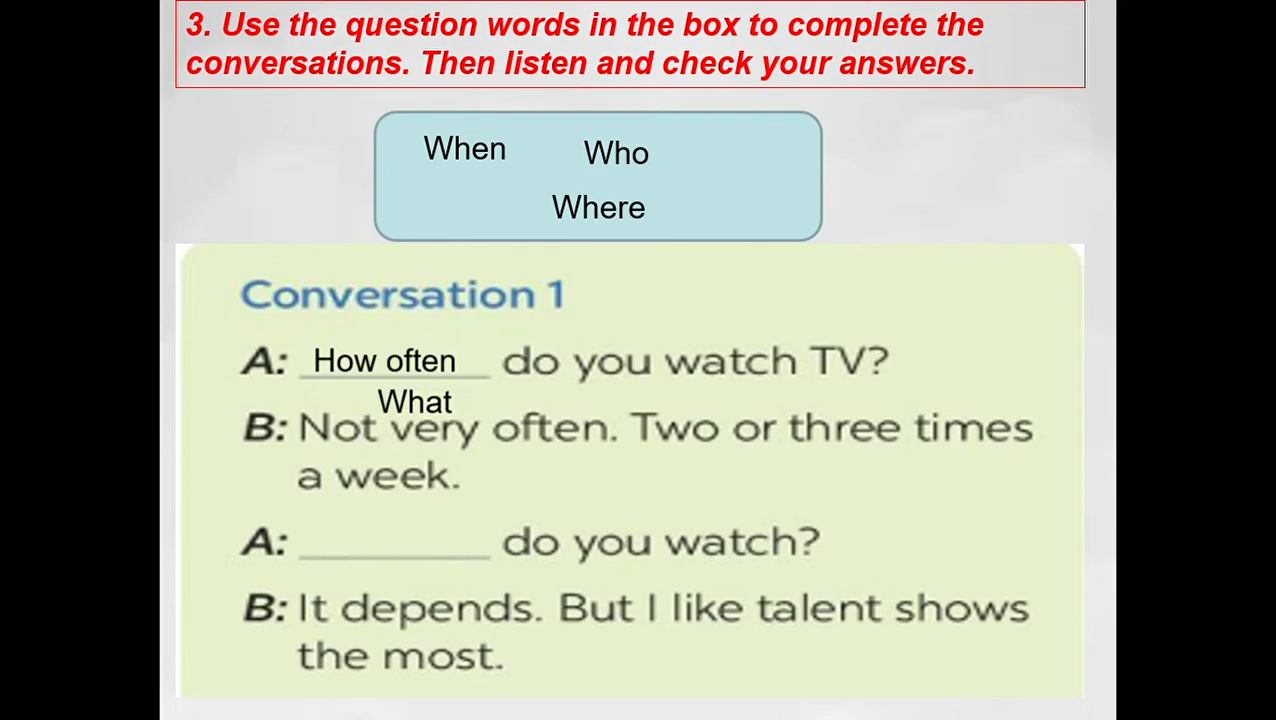 3. Use the question words in the box to complete the
conversations. Then listen and check your answers.
When Who
Where
Conversation 1
A: How often do you watch TV?
What
B: Not very often. Two or three times
a week.
A: __________ do you watch?
B: It depends. But I like talent shows
the most.